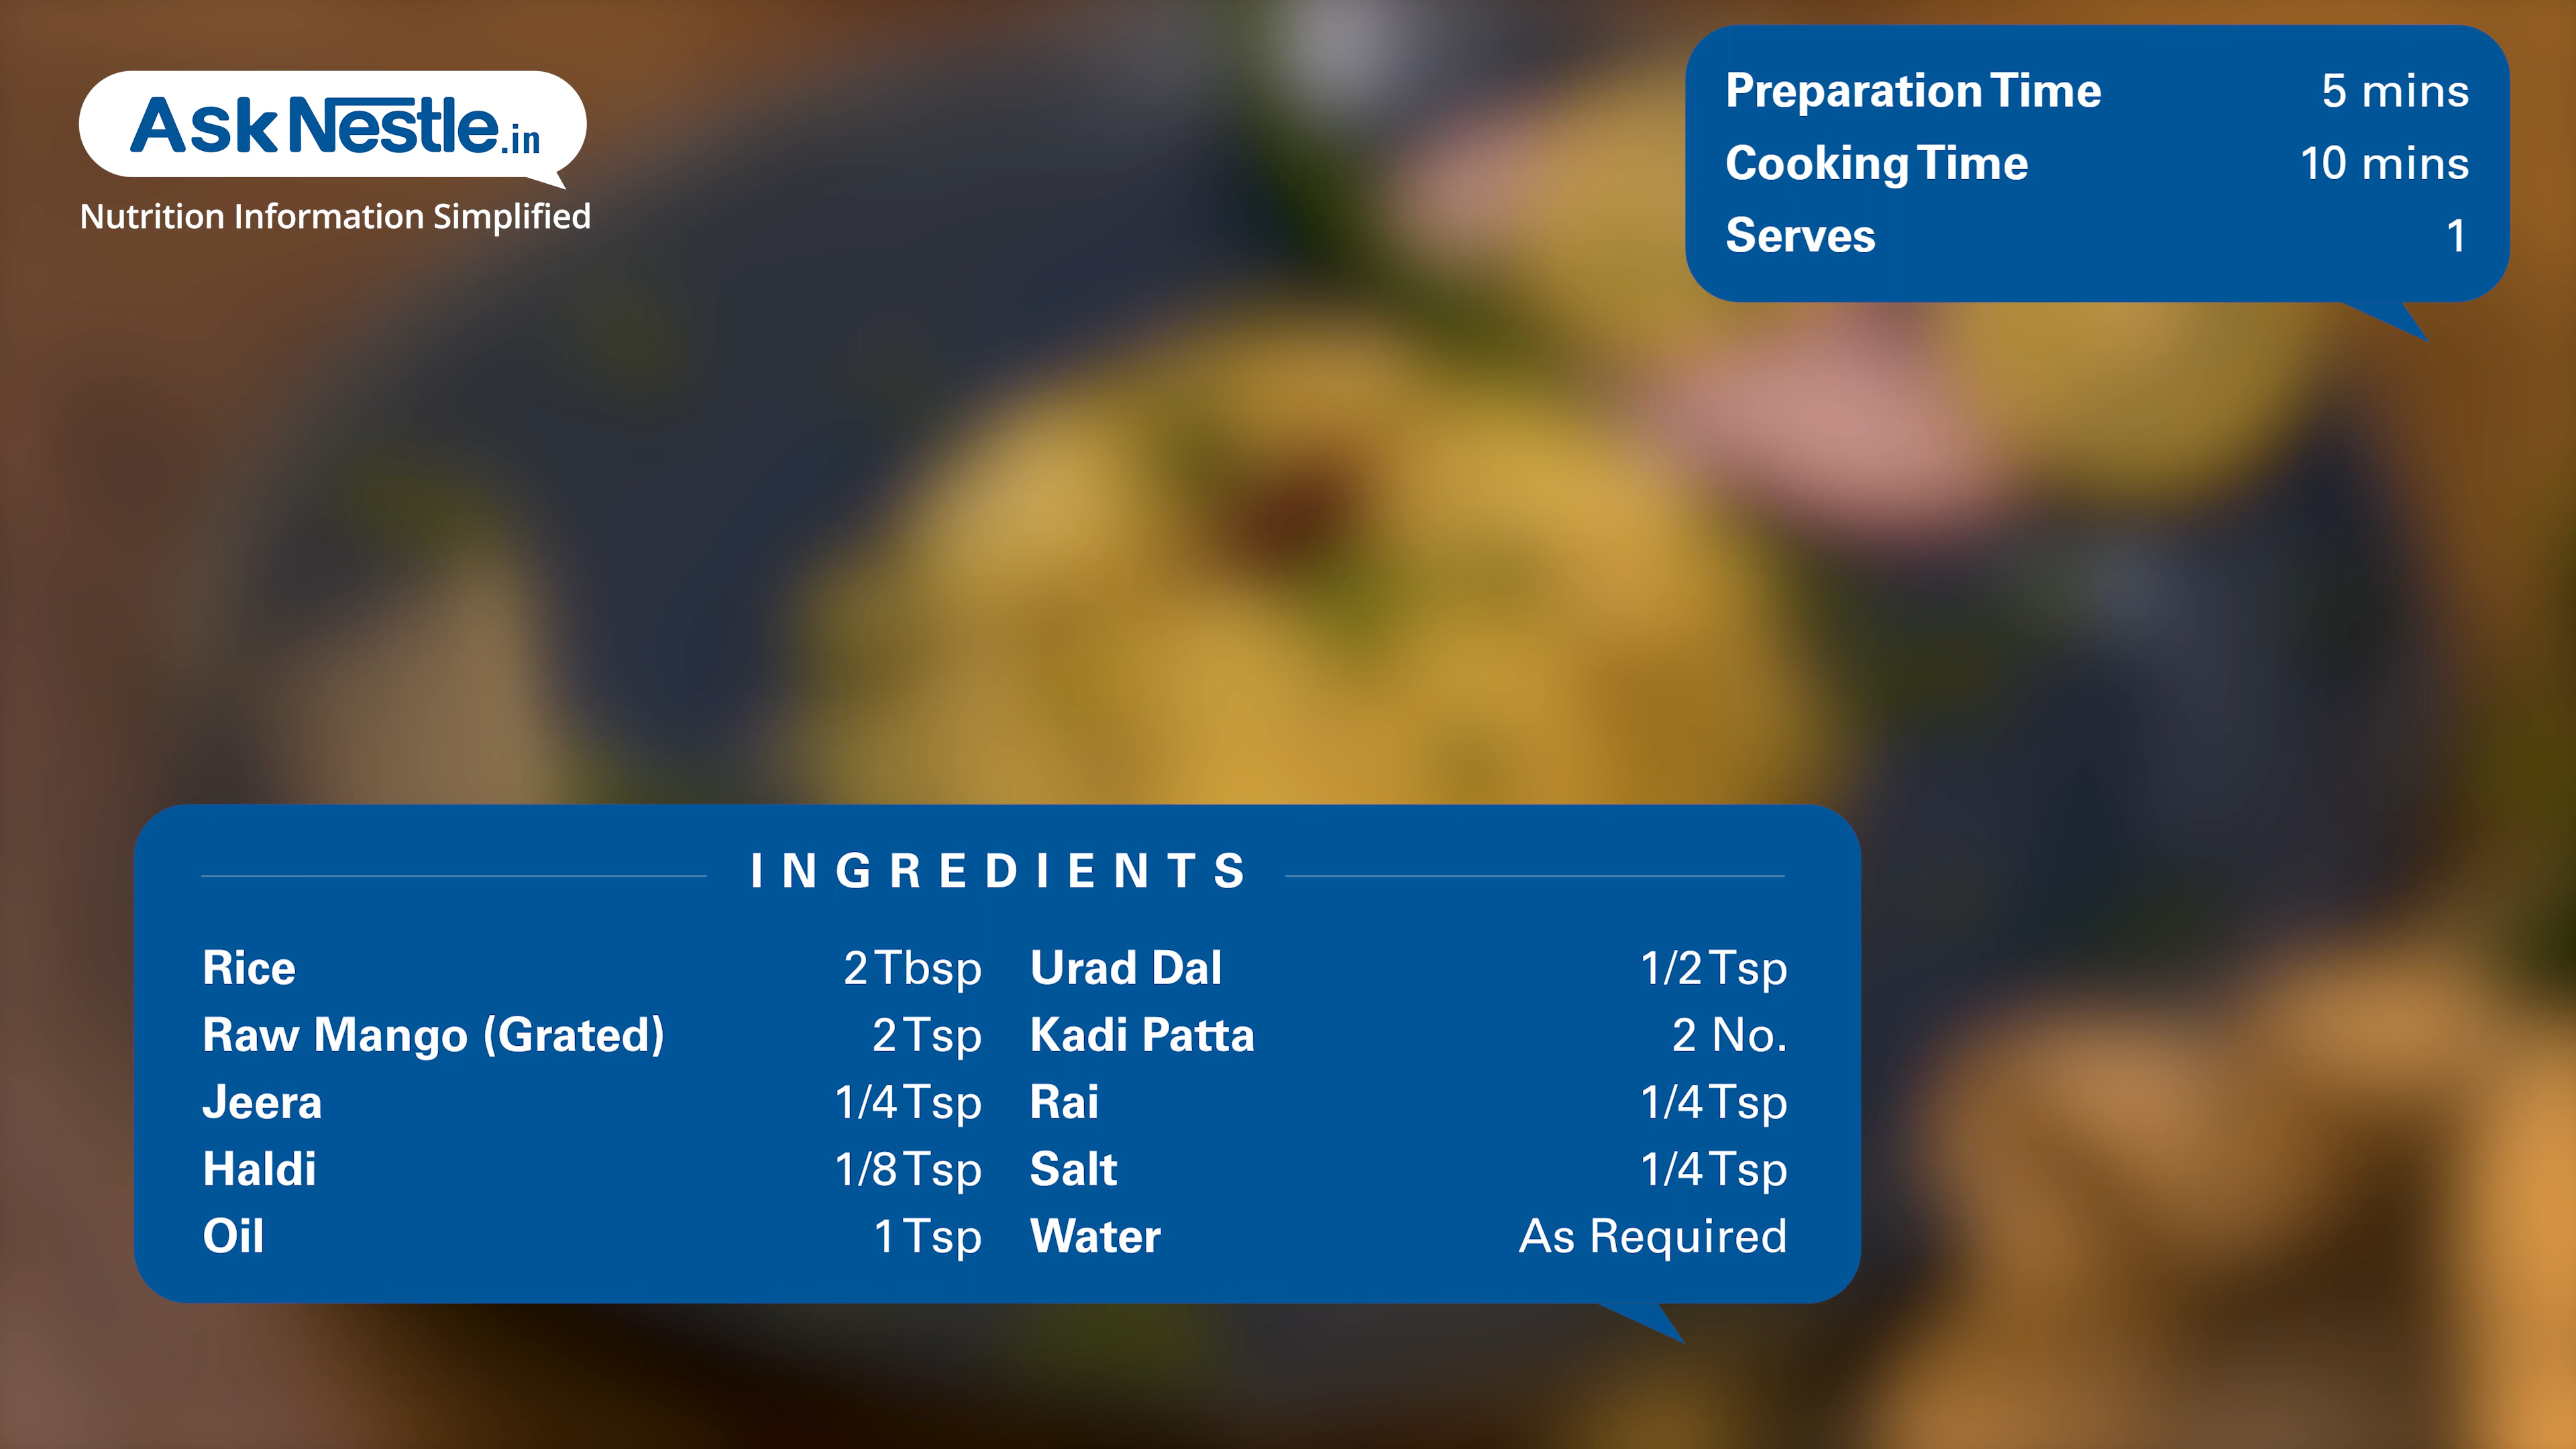 AskNestle.in
Nutrition Information Simplified
Preparation Time 5 mins
Cooking Time 10 mins
Serves 1
INGREDIENTS
Rice 2 Tbsp Urad Dal 1/2 Tsp
Raw Mango (Grated) 2 Tsp Kadi Patta 2 No.
Jeera 1/4 Tsp Rai 1/4 Tsp
Haldi 1/8 Tsp Salt 1/4 Tsp
Oil 1 Tsp Water As Required